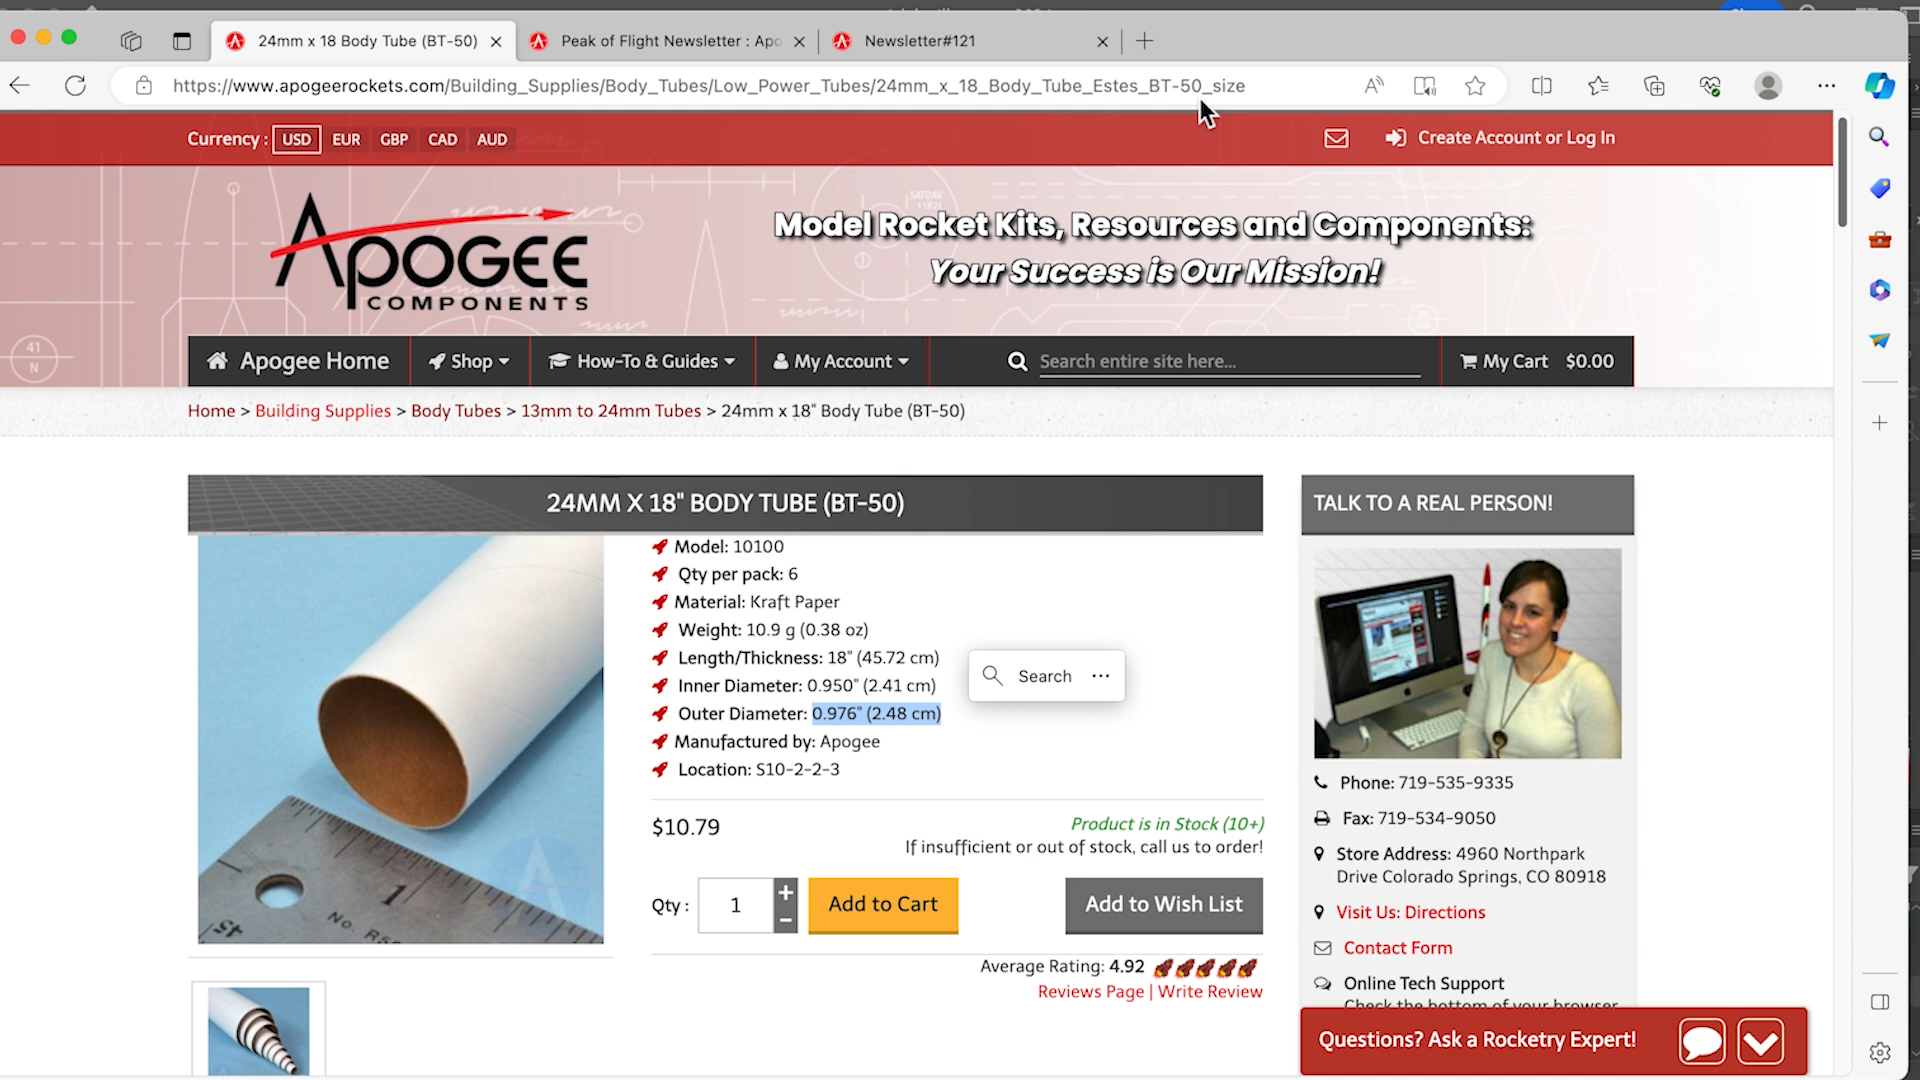 24mm x 18 Body Tube (BT-50)
Peak of Flight Newsletter : Apo
Newsletter#121
https://www.apogeerockets.com/Building_Supplies/Body_Tubes/Low_Power_Tubes/24mm_x_18_Body_Tube_Estes_BT-50_size
Currency : USD EUR GBP CAD AUD
Create Account or Log In
APOGEE
COMPONENTS
Model Rocket Kits, Resources and Components:
Your Success is Our Mission!
41
N
Apogee Home Shop How-To & Guides My Account Search entire site here... My Cart $0.00
Home > Building Supplies > Body Tubes > 13mm to 24mm Tubes > 24mm x 18" Body Tube (BT-50)
24MM X 18" BODY TUBE (BT-50)
Model: 10100
Qty per pack: 6
Material: Kraft Paper
Weight: 10.9 g (0.38 oz)
Length/Thickness: 18" (45.72 cm)
Inner Diameter: 0.950" (2.41 cm)
Outer Diameter: 0.976" (2.48 cm)
Manufactured by: Apogee
Location: S10-2-2-3
Search ...
1
No.
$10.79
Product is in Stock (10+)
If insufficient or out of stock, call us to order!
Qty : 1 + -
Add to Cart
Add to Wish List
Average Rating: 4.92
Reviews Page | Write Review
TALK TO A REAL PERSON!
Phone: 719-535-9335
Fax: 719-534-9050
Store Address: 4960 Northpark
Drive Colorado Springs, CO 80918
Visit Us: Directions
Contact Form
Online Tech Support
Check the bottom of your browser
Questions? Ask a Rocketry Expert!